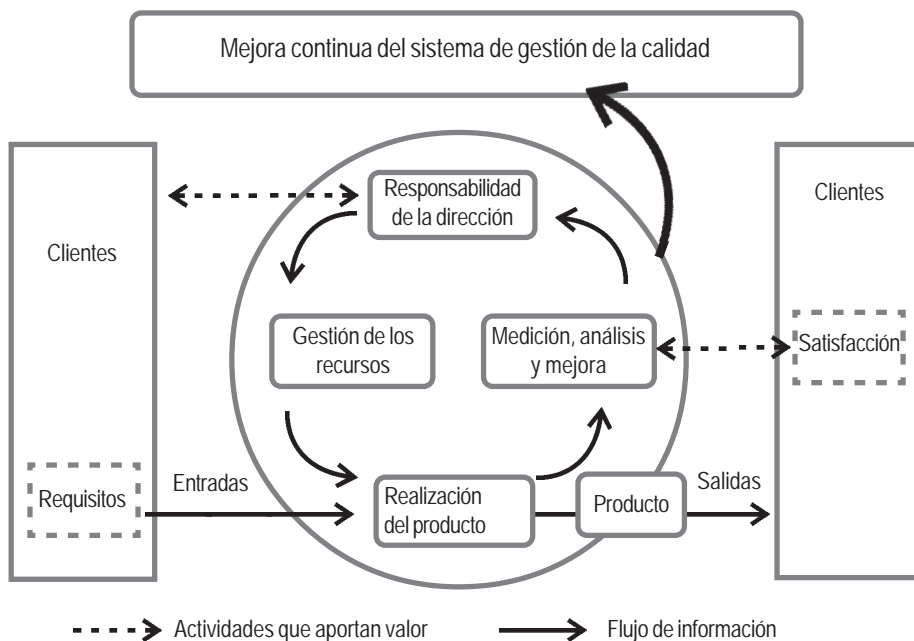 Mejora continua del sistema de gestión de la calidad
Clientes
Responsabilidad
de la dirección
Clientes
Gestión de los
recursos
Medición, análisis
y mejora
Satisfacción
Requisitos
Entradas
Realización
del producto
Producto
Salidas
Actividades que aportan valor
Flujo de información